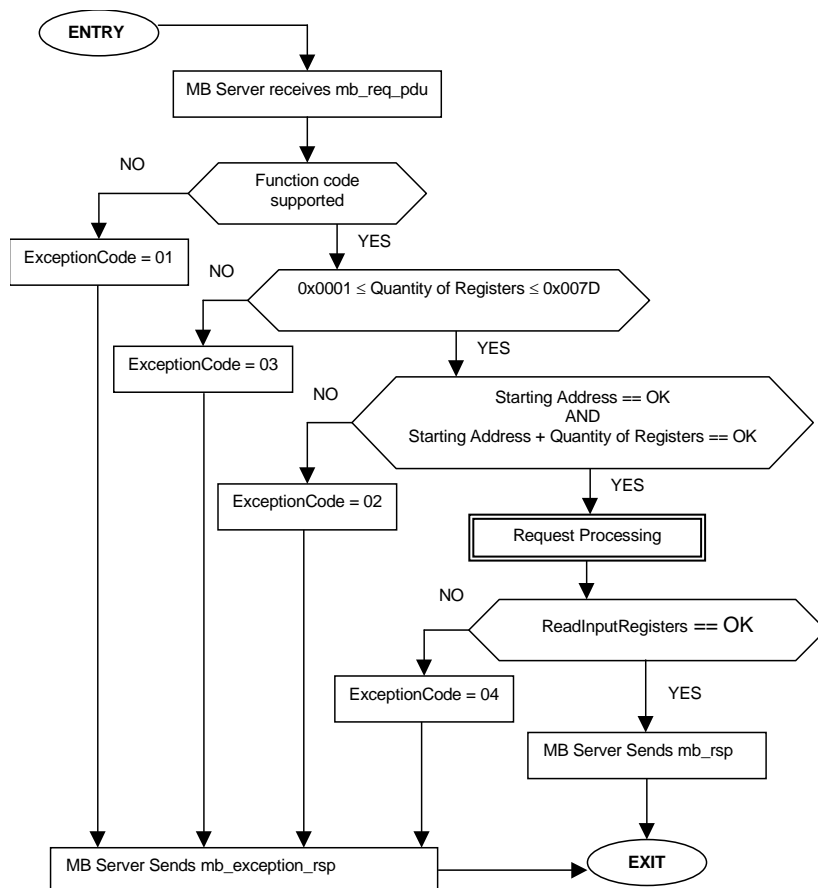 ENTRY
MB Server receives mb_req_pdu
NO
Function code
supported
YES
ExceptionCode = 01
NO
0x0001 ≤ Quantity of Registers ≤ 0x007D
YES
ExceptionCode = 03
NO
Starting Address == OK
AND
Starting Address + Quantity of Registers == OK
YES
ExceptionCode = 02
Request Processing
NO
ReadInputRegisters == OK
YES
ExceptionCode = 04
MB Server Sends mb_rsp
MB Server Sends mb_exception_rsp
EXIT